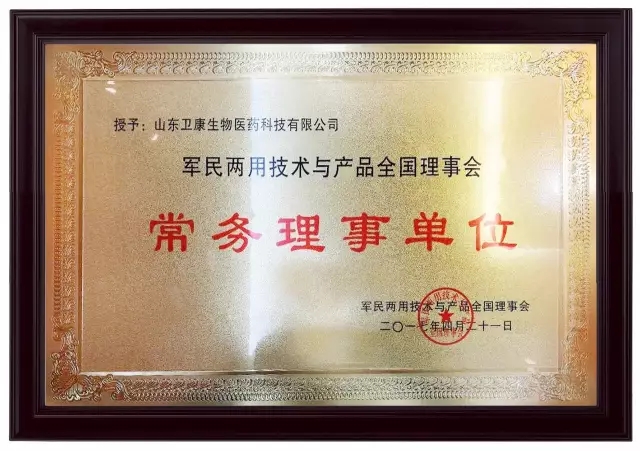 授予：山东卫康生物医药科技有限公司
军民两用技术与产品全国理事会
常务理事单位
军民两用技术与产品全国理事会
二〇一七年四月二十一日